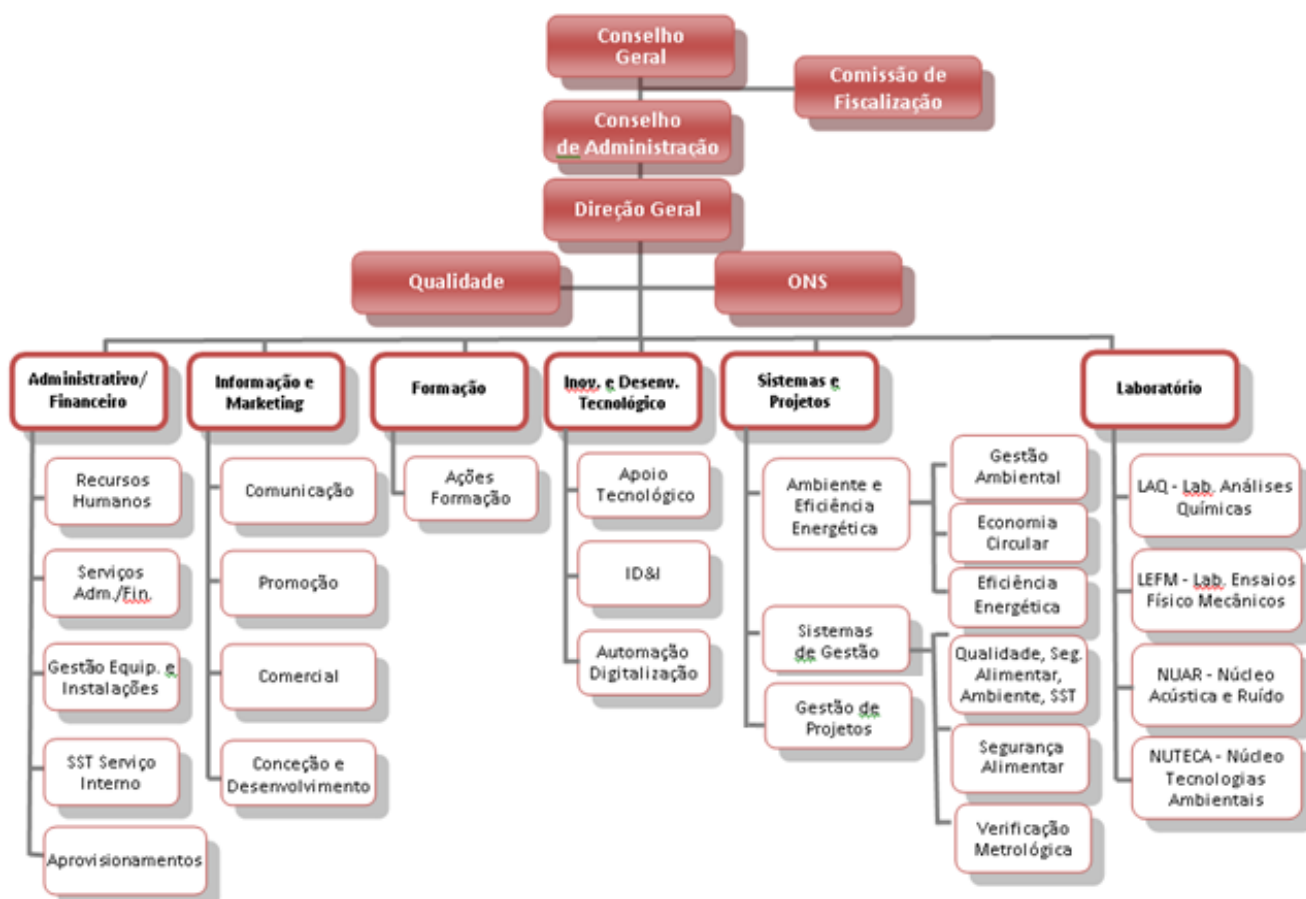 Conselho
Geral
Comissão de
Fiscalização
Conselho
de Administração
Direção Geral
Qualidade
ONS
Administrativo/
Financeiro
Informação e
Marketing
Formação
Inov. e Desenv.
Tecnológico
Sistemas e
Projetos
Laboratório
Recursos
Humanos
Serviços
Adm./Fin.
Gestão Equip. e
Instalações
SST Serviço
Interno
Aprovisionamentos
Comunicação
Promoção
Comercial
Conceção e
Desenvolvimento
Ações
Formação
Apoio
Tecnológico
ID&I
Automação
Digitalização
Ambiente e
Eficiência
Energética
Sistemas
de Gestão
Gestão de
Projetos
Gestão
Ambiental
Economia
Circular
Eficiência
Energética
Qualidade, Seg.
Alimentar,
Ambiente, SST
Segurança
Alimentar
Verificação
Metrológica
LAQ - Lab. Análises
Químicas
LEFM - Lab. Ensaios
Físico Mecânicos
NUAR - Núcleo
Acústica e Ruído
NUTECA - Núcleo
Tecnologias
Ambientais